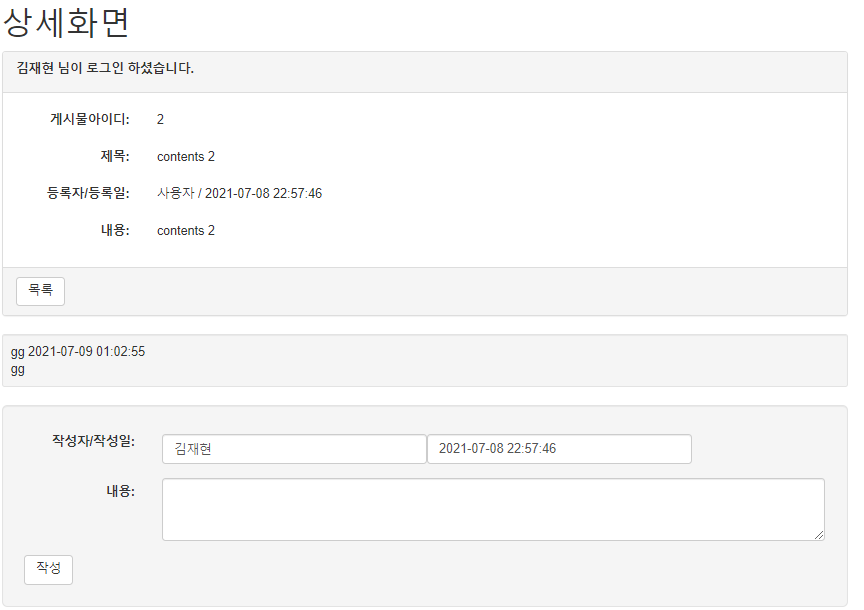 상세화면
김재현 님이 로그인 하셨습니다.
게시물아이디: 2
제목: contents 2
등록자/등록일: 사용자 / 2021-07-08 22:57:46
내용: contents 2
목록
gg 2021-07-09 01:02:55
gg
작성자/작성일: 김재현 2021-07-08 22:57:46
내용:
작성